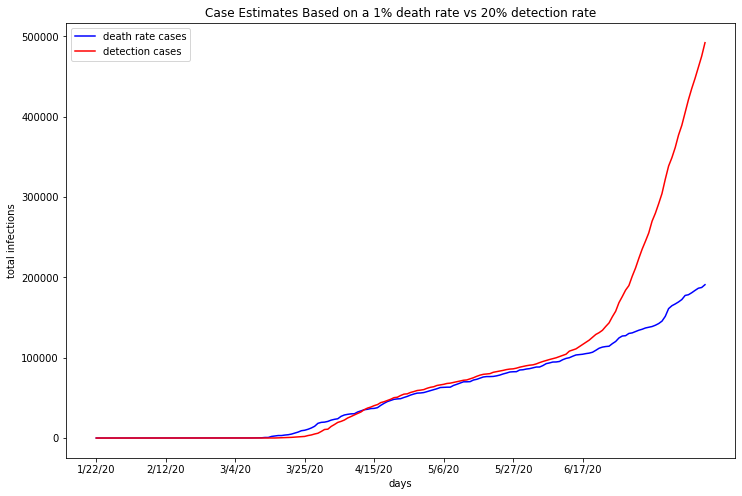 Case Estimates Based on a 1% death rate vs 20% detection rate
death rate cases
detection cases
total infections
500000
400000
300000
200000
100000
0
1/22/20 2/12/20 3/4/20 3/25/20 4/15/20 5/6/20 5/27/20 6/17/20
days